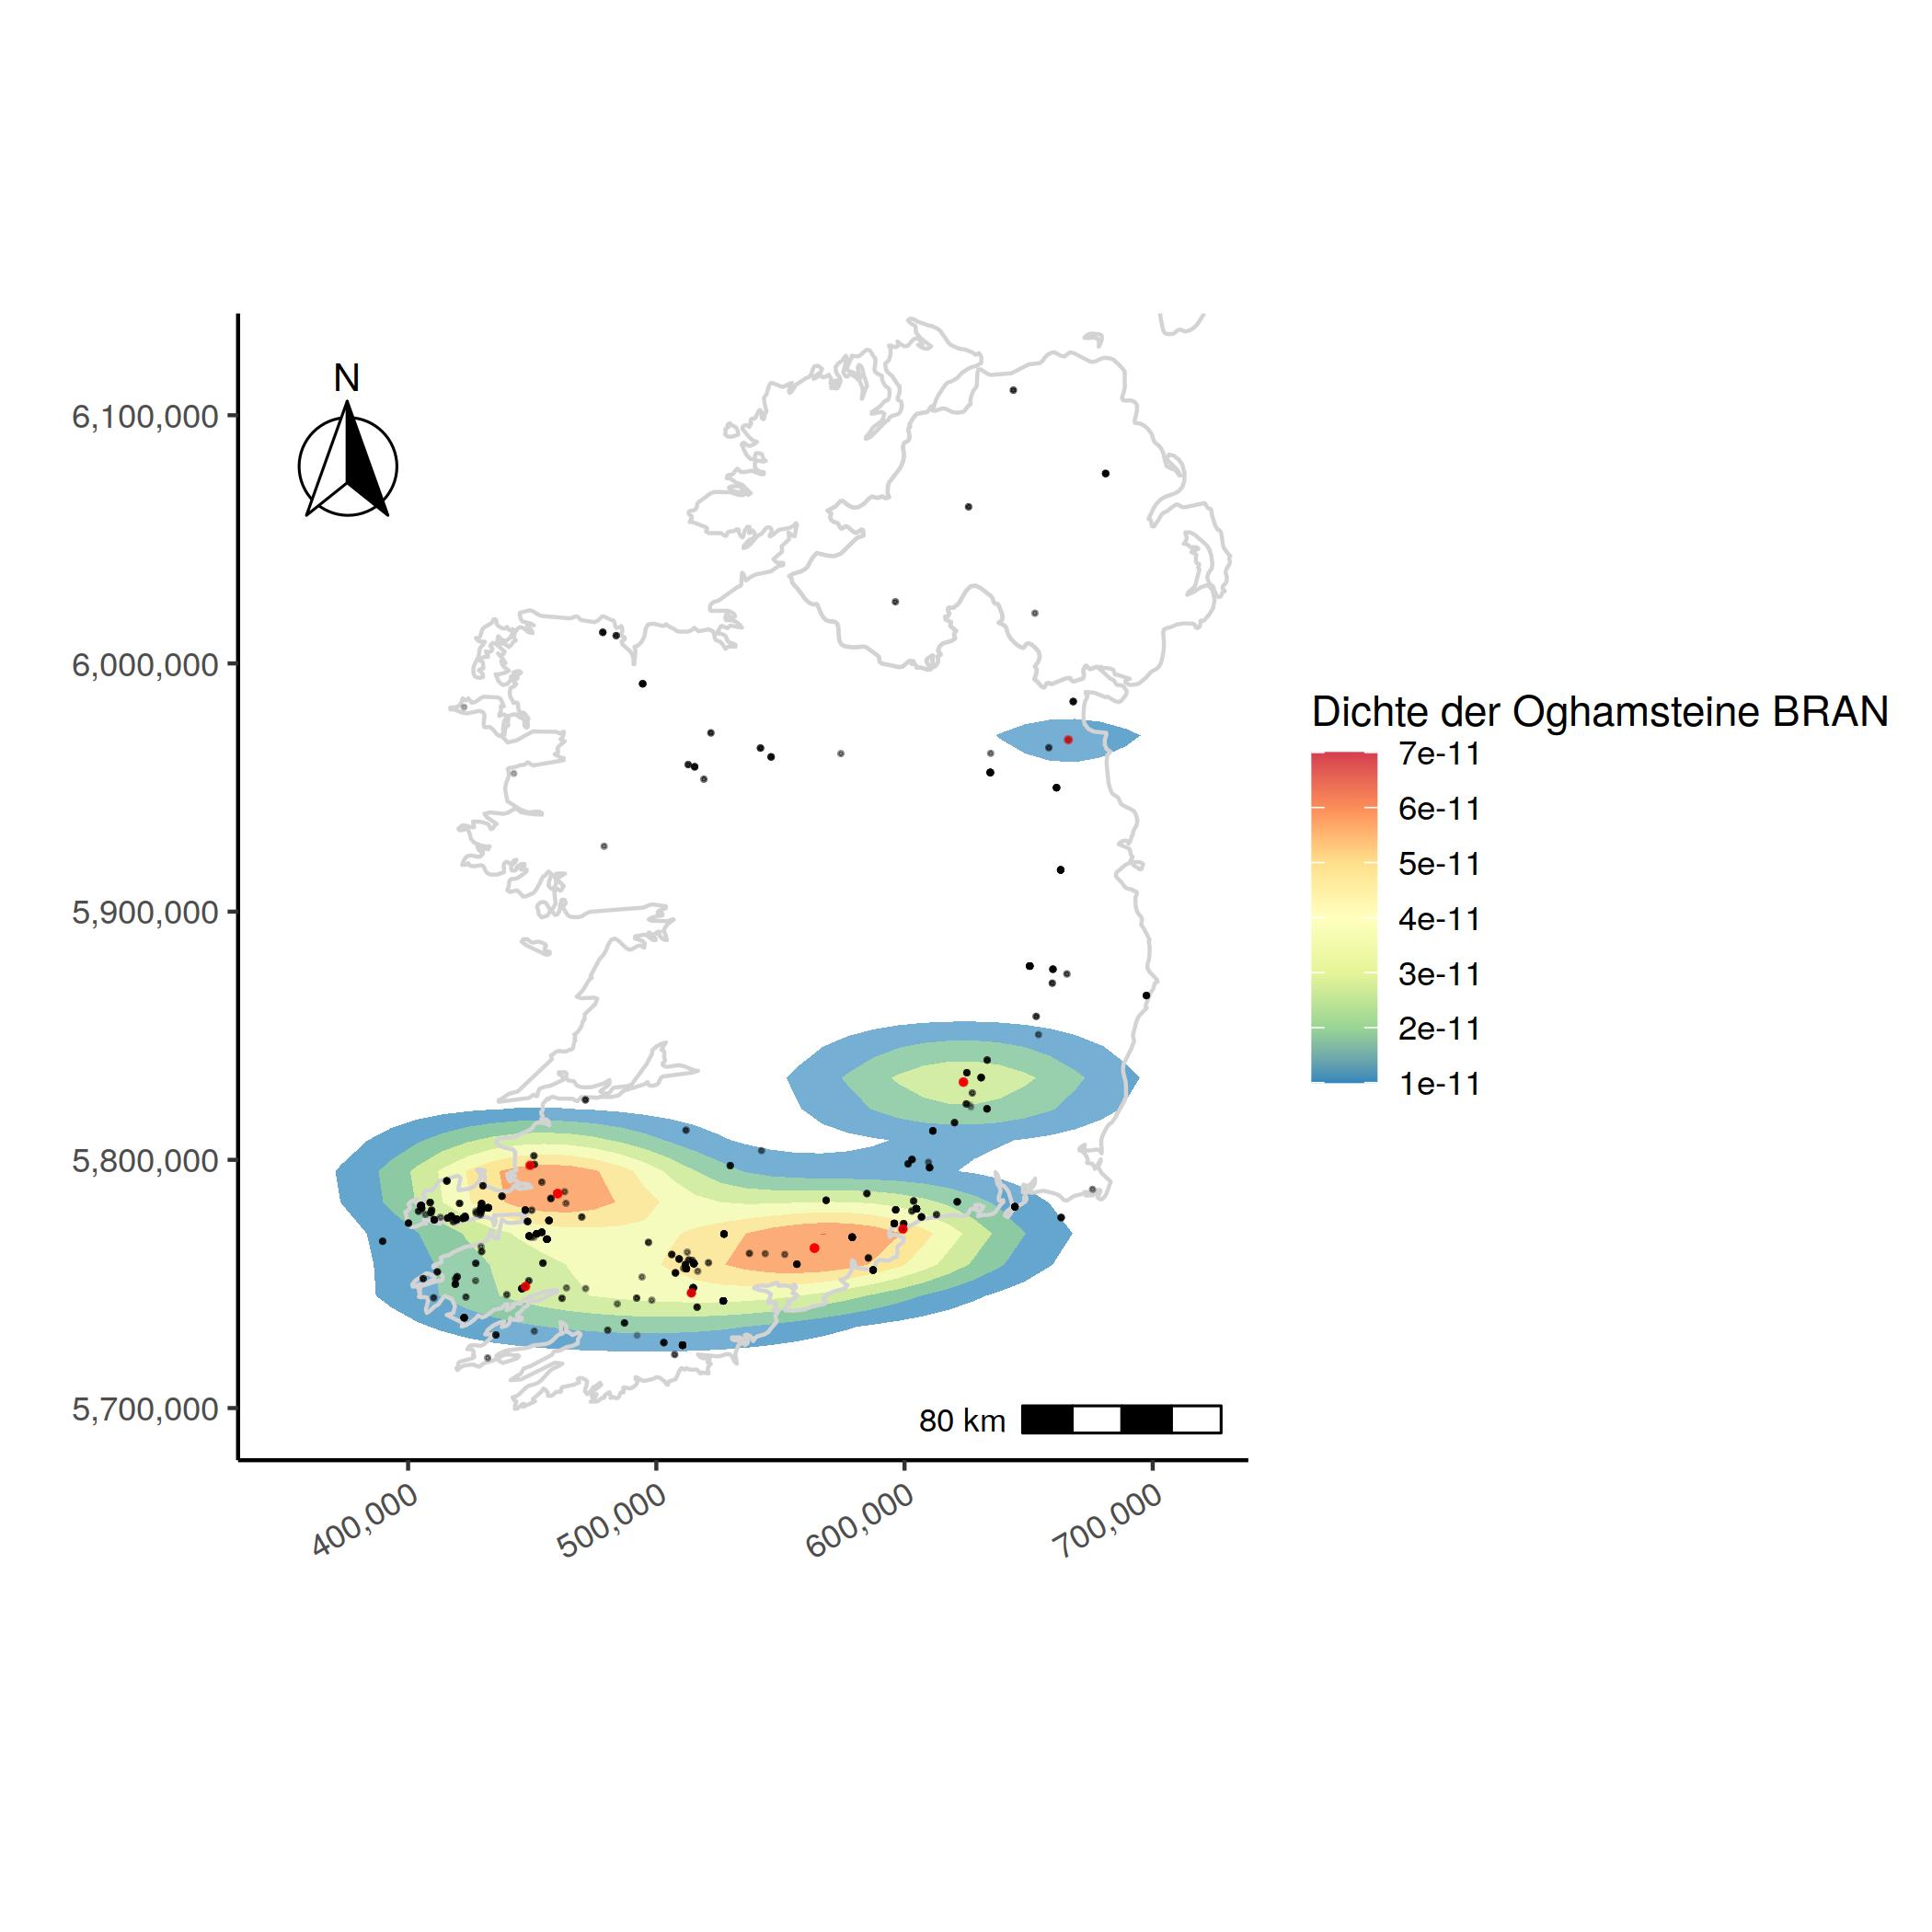 N
6,100,000
6,000,000
5,900,000
5,800,000
5,700,000
400,000
500,000
600,000
700,000
80 km
Dichte der Oghamsteine BRAN
7e-11
6e-11
5e-11
4e-11
3e-11
2e-11
1e-11